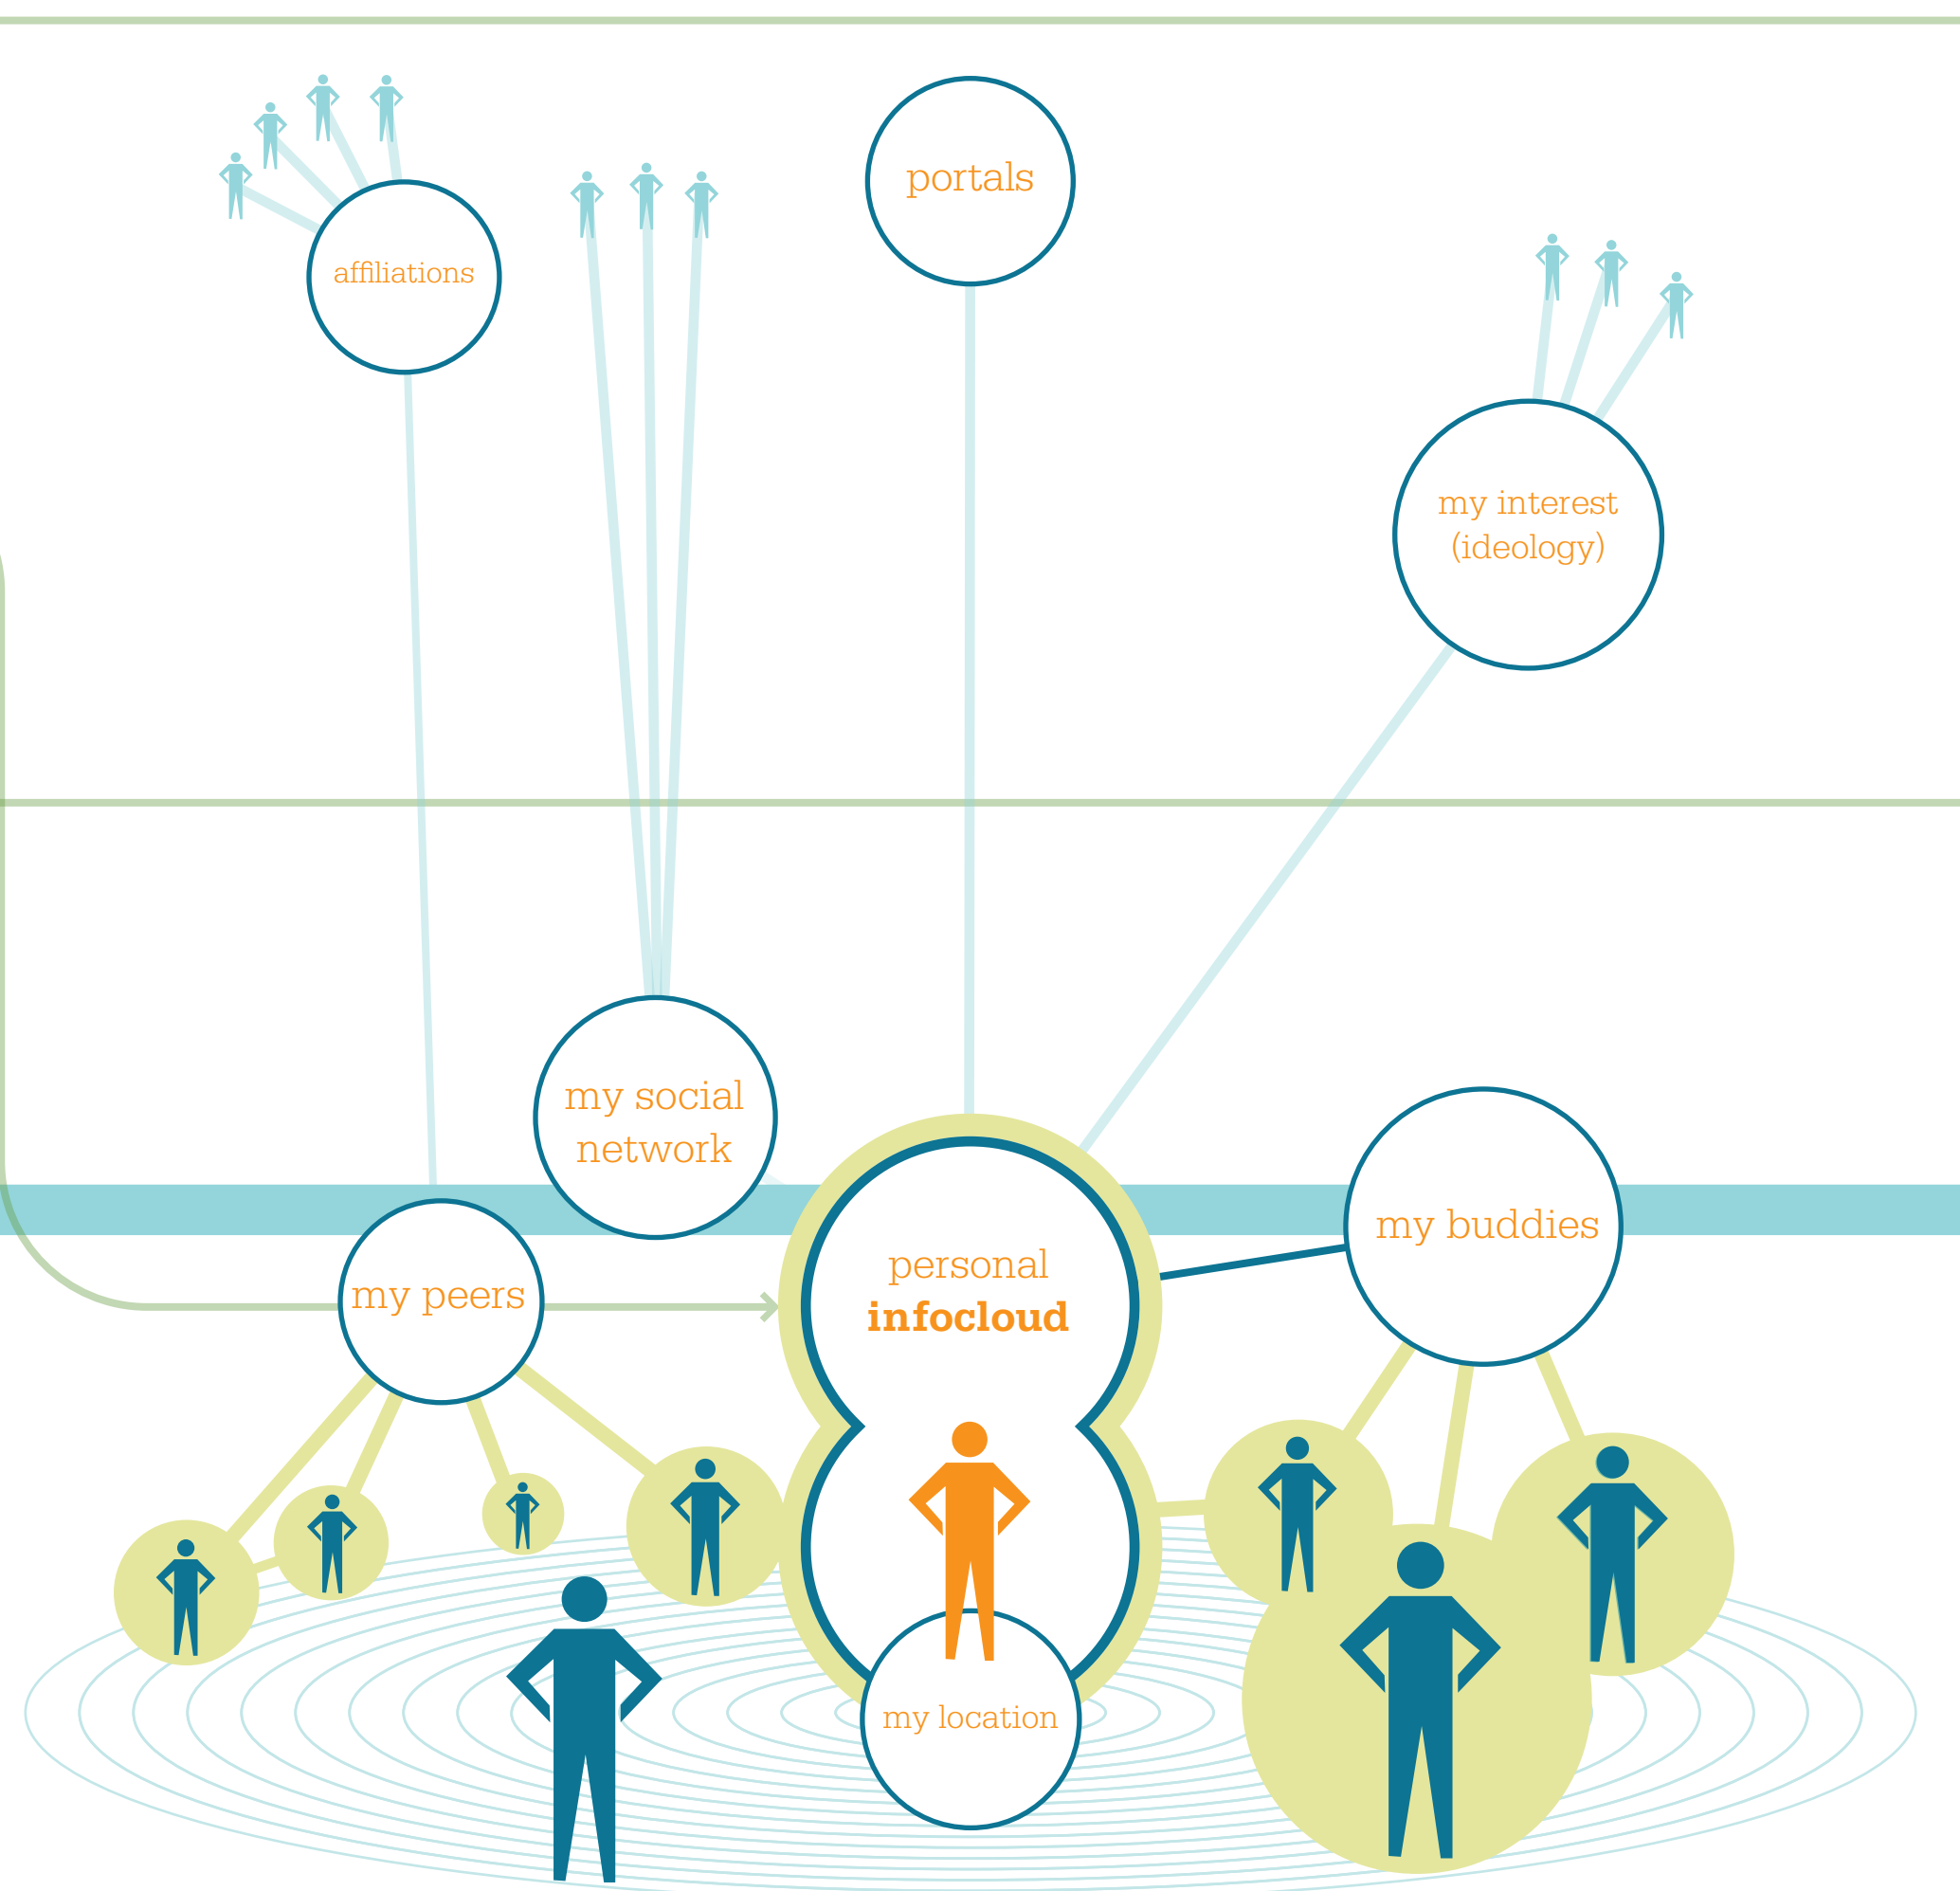 portals
affiliations
my interest
(ideology)
my social
network
my buddies
personal
infocloud
my peers
my location